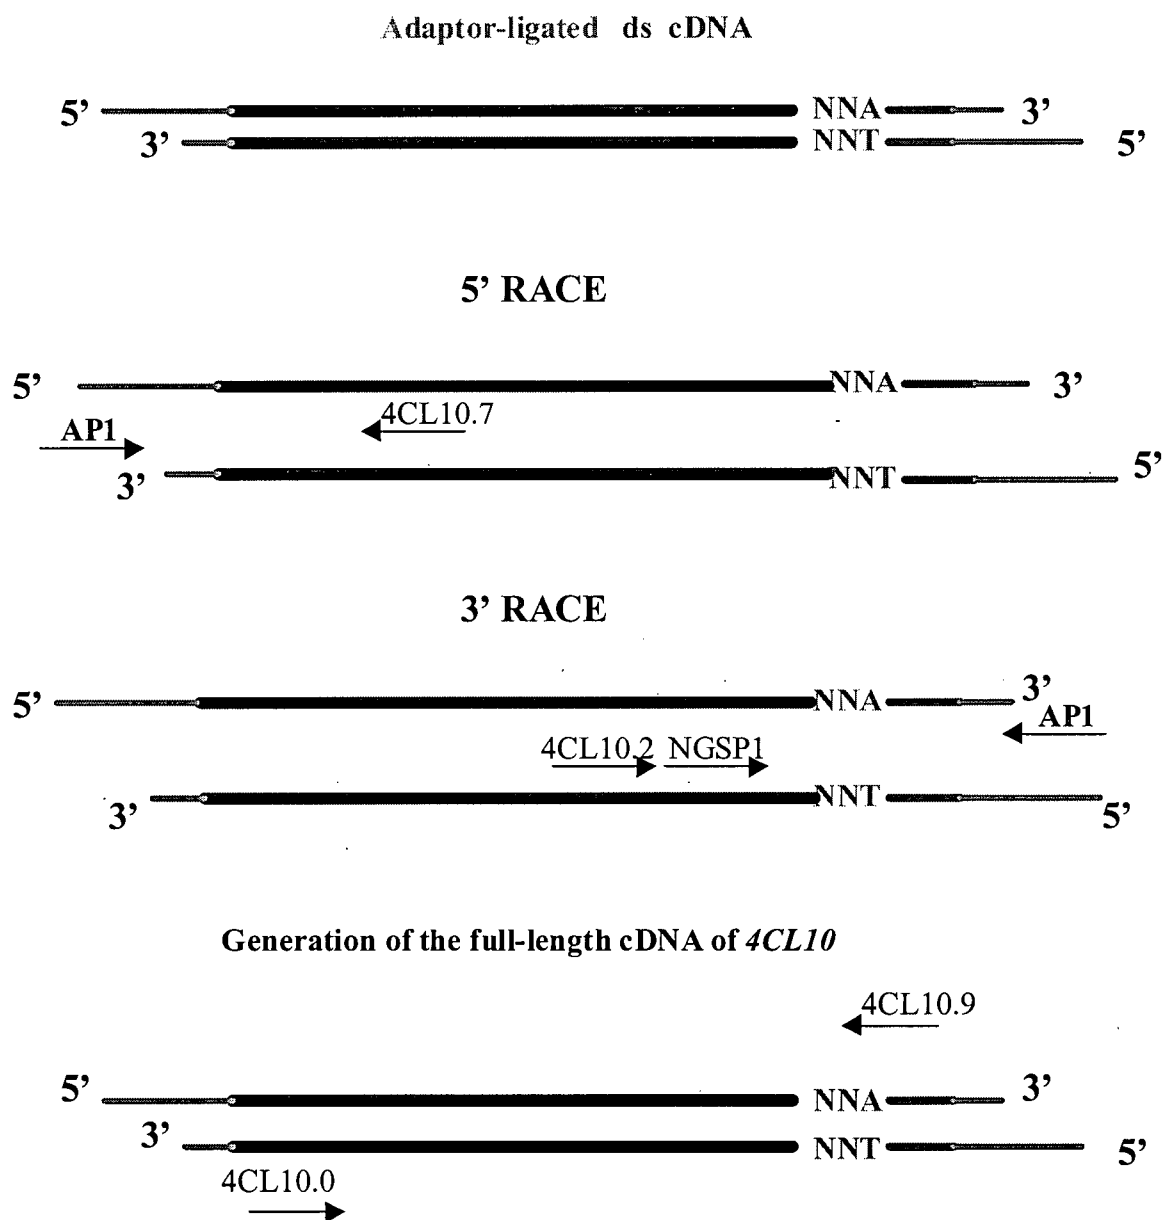 Adaptor-ligated ds cDNA
5’ NNA 3’
3’ NNT 5’
5’ RACE
5’ NNA 3’
4CL10.7
AP1
3’ NNT 5’
3’ RACE
5’ NNA 3’
AP1
4CL10.2 NGSP1
3’ NNT 5’
Generation of the full-length cDNA of 4CL10
4CL10.9
5’ NNA 3’
3’ NNT 5’
4CL10.0